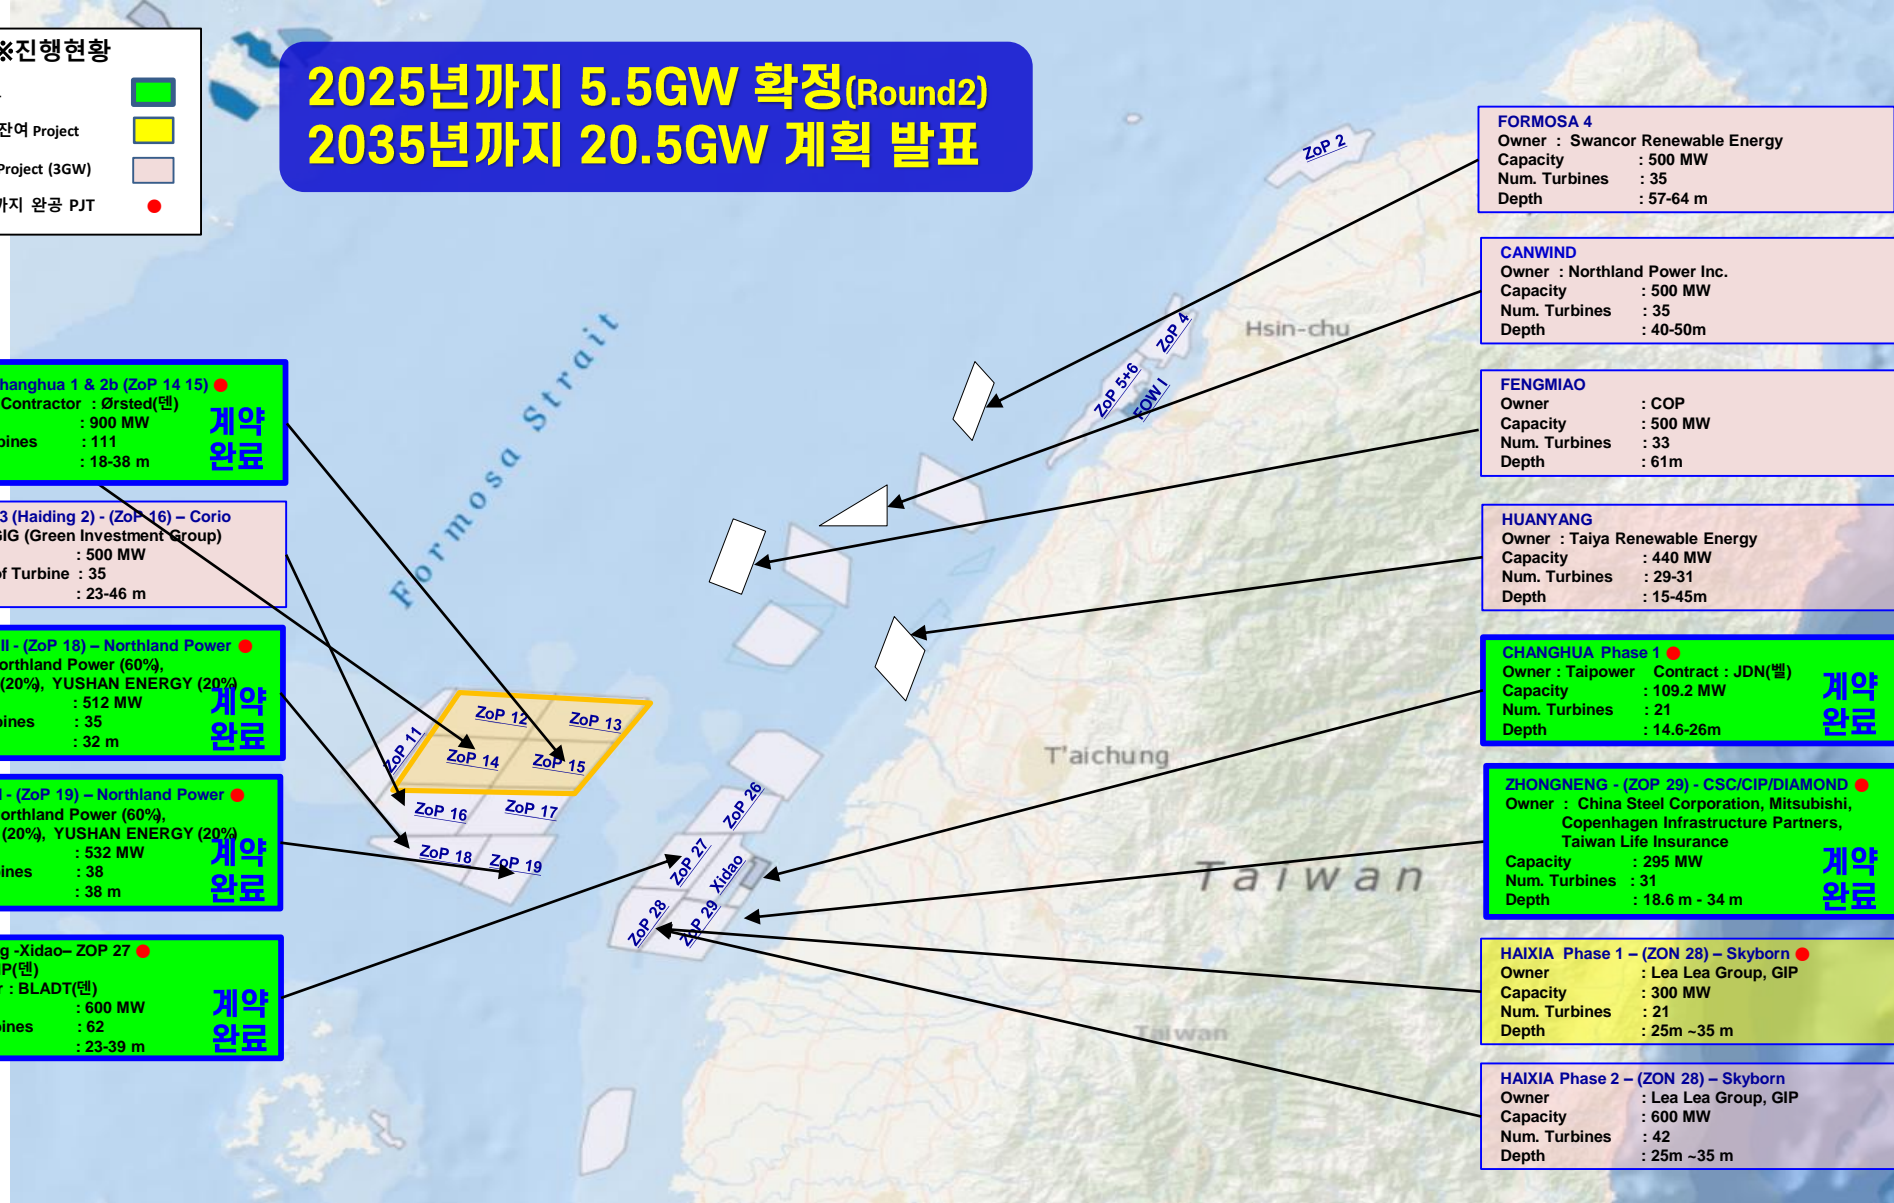 ※진행현황
잔여 Project
Project (3GW)
까지 완공 PJT
2025년까지 5.5GW 확정(Round2)
2035년까지 20.5GW 계획 발표
hanghua 1 & 2b (ZoP 14 15)
Contractor : Ørsted(덴)
: 900 MW
bines : 111
: 18-38 m
계약
완료
3 (Haiding 2) - (ZoP 16) – Corio
GIG (Green Investment Group)
: 500 MW
of Turbine : 35
: 23-46 m
II - (ZoP 18) – Northland Power
orthland Power (60%),
(20%), YUSHAN ENERGY (20%)
: 512 MW
bines : 35
: 32 m
계약
완료
I - (ZoP 19) – Northland Power
orthland Power (60%),
(20%), YUSHAN ENERGY (20%)
: 532 MW
bines : 38
: 38 m
계약
완료
g -Xidao– ZOP 27
IP(덴)
r : BLADT(덴)
: 600 MW
bines : 62
: 23-39 m
계약
완료
Formosa Strait
ZoP 2
ZoP 4
ZoP 5+6
FOW I
Hsin-chu
T'aichung
Taiwan
Taiwan
ZoP 11
ZoP 12
ZoP 13
ZoP 14
ZoP 15
ZoP 16
ZoP 17
ZoP 18
ZoP 19
ZoP 26
ZoP 27
Xidao
ZoP 28
ZoP 29
FORMOSA 4
Owner : Swancor Renewable Energy
Capacity : 500 MW
Num. Turbines : 35
Depth : 57-64 m
CANWIND
Owner : Northland Power Inc.
Capacity : 500 MW
Num. Turbines : 35
Depth : 40-50m
FENGMIAO
Owner : COP
Capacity : 500 MW
Num. Turbines : 33
Depth : 61m
HUANYANG
Owner : Taiya Renewable Energy
Capacity : 440 MW
Num. Turbines : 29-31
Depth : 15-45m
CHANGHUA Phase 1
Owner : Taipower Contract : JDN(벨)
Capacity : 109.2 MW
Num. Turbines : 21
Depth : 14.6-26m
계약
완료
ZHONGNENG - (ZOP 29) - CSC/CIP/DIAMOND
Owner : China Steel Corporation, Mitsubishi,
Copenhagen Infrastructure Partners,
Taiwan Life Insurance
Capacity : 295 MW
Num. Turbines : 31
Depth : 18.6 m - 34 m
계약
완료
HAIXIA Phase 1 – (ZON 28) – Skyborn
Owner : Lea Lea Group, GIP
Capacity : 300 MW
Num. Turbines : 21
Depth : 25m ~35 m
HAIXIA Phase 2 – (ZON 28) – Skyborn
Owner : Lea Lea Group, GIP
Capacity : 600 MW
Num. Turbines : 42
Depth : 25m ~35 m